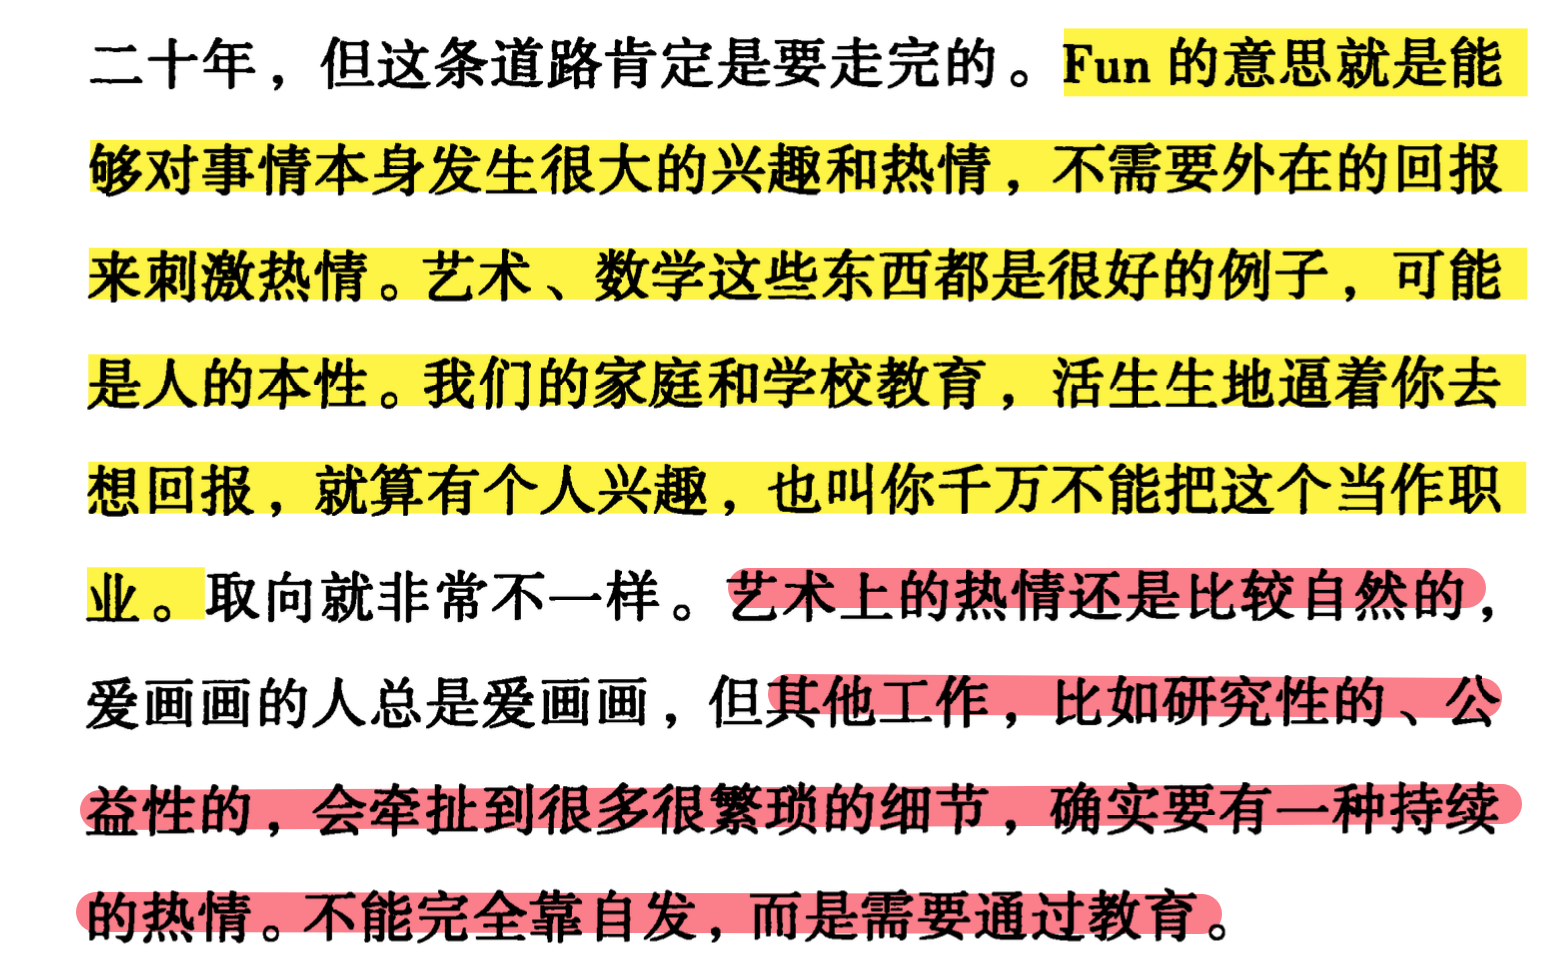 二十年，但这条道路肯定是要走完的。Fun 的意思就是能
够对事情本身发生很大的兴趣和热情，不需要外在的回报
来刺激热情。艺术、数学这些东西都是很好的例子，可能
是人的本性。我们的家庭和学校教育，活生生地逼着你去
想回报，就算有个人兴趣，也叫你千万不能把这个当作职
业。取向就非常不一样。艺术上的热情还是比较自然的，
爱画画的人总是爱画画，但其他工作，比如研究性的、公
益性的，会牵扯到很多很繁琐的细节，确实要有一种持续
的热情。不能完全靠自发，而是需要通过教育。